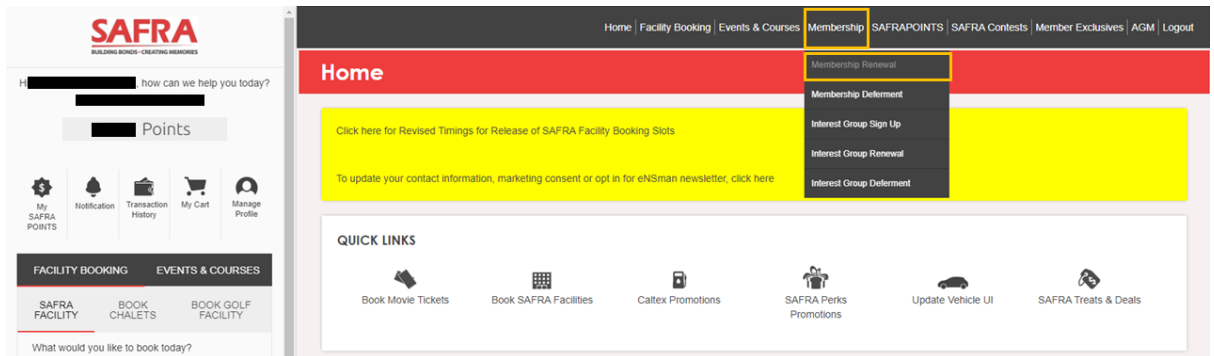 SAFRA
BUILDING BONDS · CREATING MEMORIES
H
, how can we help you today?
Points
My
SAFRA
POINTS
Notification
Transaction
History
My Cart
Manage
Profile
FACILITY BOOKING
EVENTS & COURSES
SAFRA
FACILITY
BOOK
CHALETS
BOOK GOLF
FACILITY
What would you like to book today?
Home
Facility Booking
Events & Courses
Membership
SAFRAPOINTS
SAFRA Contests
Member Exclusives
AGM
Logout
Home
Membership Renewal
Membership Deferment
Interest Group Sign Up
Interest Group Renewal
Interest Group Deferment
Click here for Revised Timings for Release of SAFRA Facility Booking Slots
To update your contact information, marketing consent or opt in for eNSman newsletter, click here
QUICK LINKS
Book Movie Tickets
Book SAFRA Facilities
Caltex Promotions
SAFRA Perks
Promotions
Update Vehicle UI
SAFRA Treats & Deals